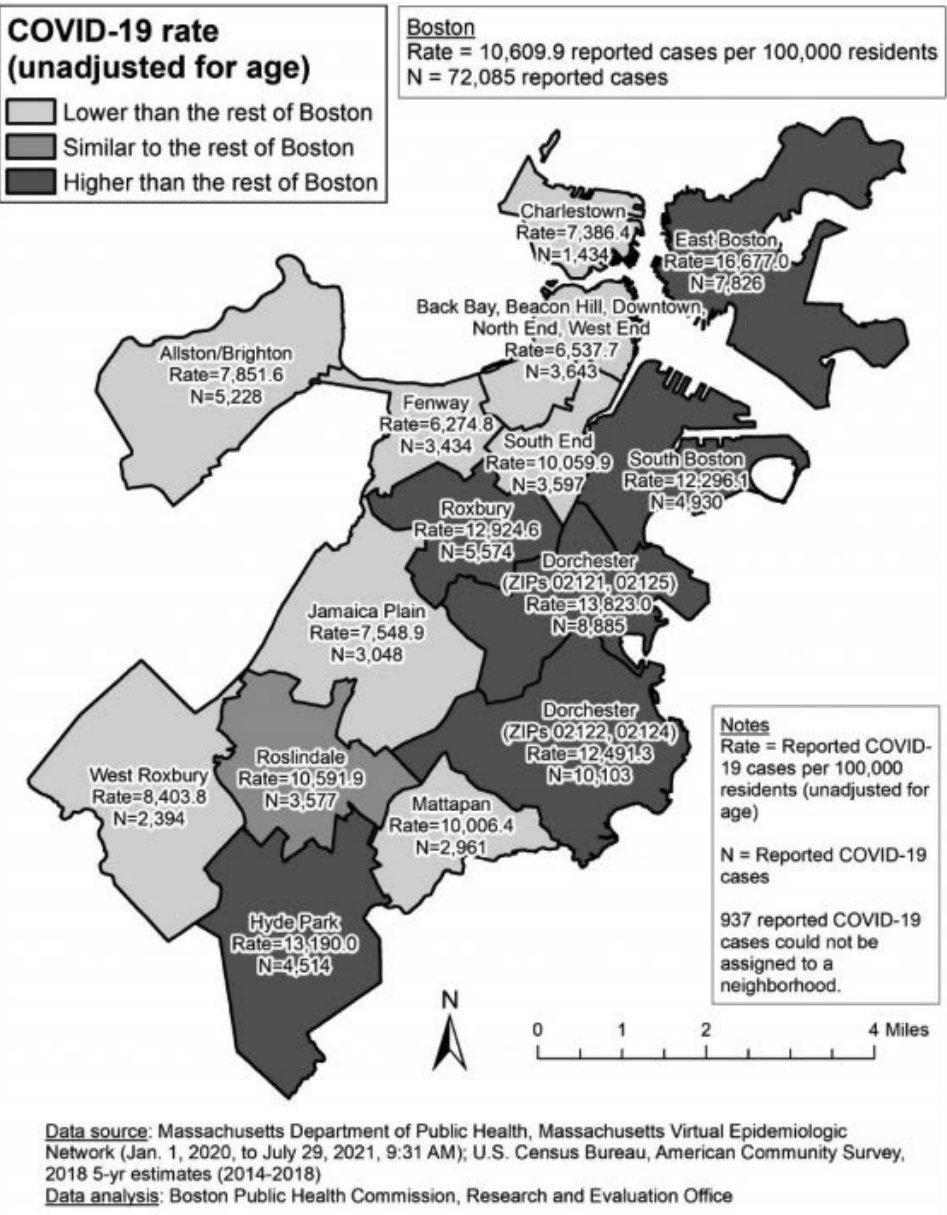 COVID-19 rate
(unadjusted for age)
Lower than the rest of Boston
Similar to the rest of Boston
Higher than the rest of Boston
Boston
Rate = 10,609.9 reported cases per 100,000 residents
N = 72,085 reported cases
Charlestown
Rate=7,386.4
N=1,434
East Boston
Rate=16,677.0
N=7,826
Back Bay, Beacon Hill, Downtown,
North End, West End
Rate=6,537.7
N=3,643
Allston/Brighton
Rate=7,851.6
N=5,228
Fenway
Rate=6,274.8
N=3,434
South End
Rate=10,059.9
N=3,597
South Boston
Rate=12,296.1
N=4,930
Roxbury
Rate=12,924.6
N=5,574
Dorchester
(ZIPs 02121, 02125)
Rate=13,823.0
N=8,885
Jamaica Plain
Rate=7,548.9
N=3,048
Dorchester
(ZIPs 02122, 02124)
Rate=12,491.3
N=10,103
Roslindale
Rate=10,591.9
N=3,577
West Roxbury
Rate=8,403.8
N=2,394
Mattapan
Rate=10,006.4
N=2,961
Hyde Park
Rate=13,190.0
N=4,514
Notes
Rate = Reported COVID-
19 cases per 100,000
residents (unadjusted for
age)
N = Reported COVID-19
cases
937 reported COVID-19
cases could not be
assigned to a
neighborhood.
N
0 1 2 4 Miles
Data source: Massachusetts Department of Public Health, Massachusetts Virtual Epidemiologic
Network (Jan. 1, 2020, to July 29, 2021, 9:31 AM); U.S. Census Bureau, American Community Survey,
2018 5-yr estimates (2014-2018)
Data analysis: Boston Public Health Commission, Research and Evaluation Office